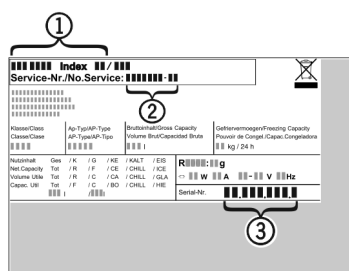 1
Index /
Service-Nr./No.Service: -
2
Klasse/Class Ap-Typ/AP-Type Bruttoinhalt/Gross Capacity Gefriervermoegen/Freezing Capacity
Classe/Clase AP-Type/AP-Tipo Volume Brut/Capacidad Bruta Pouvoir de Congel./Capac.Congeladora
kg / 24 h
Nutzinhalt Ges / K / G / KE / KALT / EIS
Net.Capacity Tot / R / F / CE / CHILL / ICE
Volume Utile Tot / R / C / CA / CHILL / GLA
Capac. Util Tot / F / C / BO / CHILL / HIE
l / l
R : g
W A - V Hz
Serial-Nr.
3